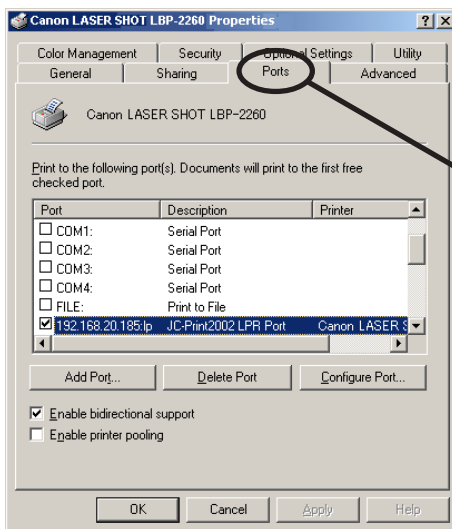 Canon LASER SHOT LBP-2260 Properties
Color Management Security Optional Settings Utility
General Sharing Ports Advanced
Canon LASER SHOT LBP-2260
Print to the following port(s). Documents will print to the first free
checked port.
Port Description Printer
COM1: Serial Port
COM2: Serial Port
COM3: Serial Port
COM4: Serial Port
FILE: Print to File
192.168.20.185:lp JC-Print2002 LPR Port Canon LASER S
Add Port... Delete Port Configure Port...
Enable bidirectional support
Enable printer pooling
OK Cancel Apply Help